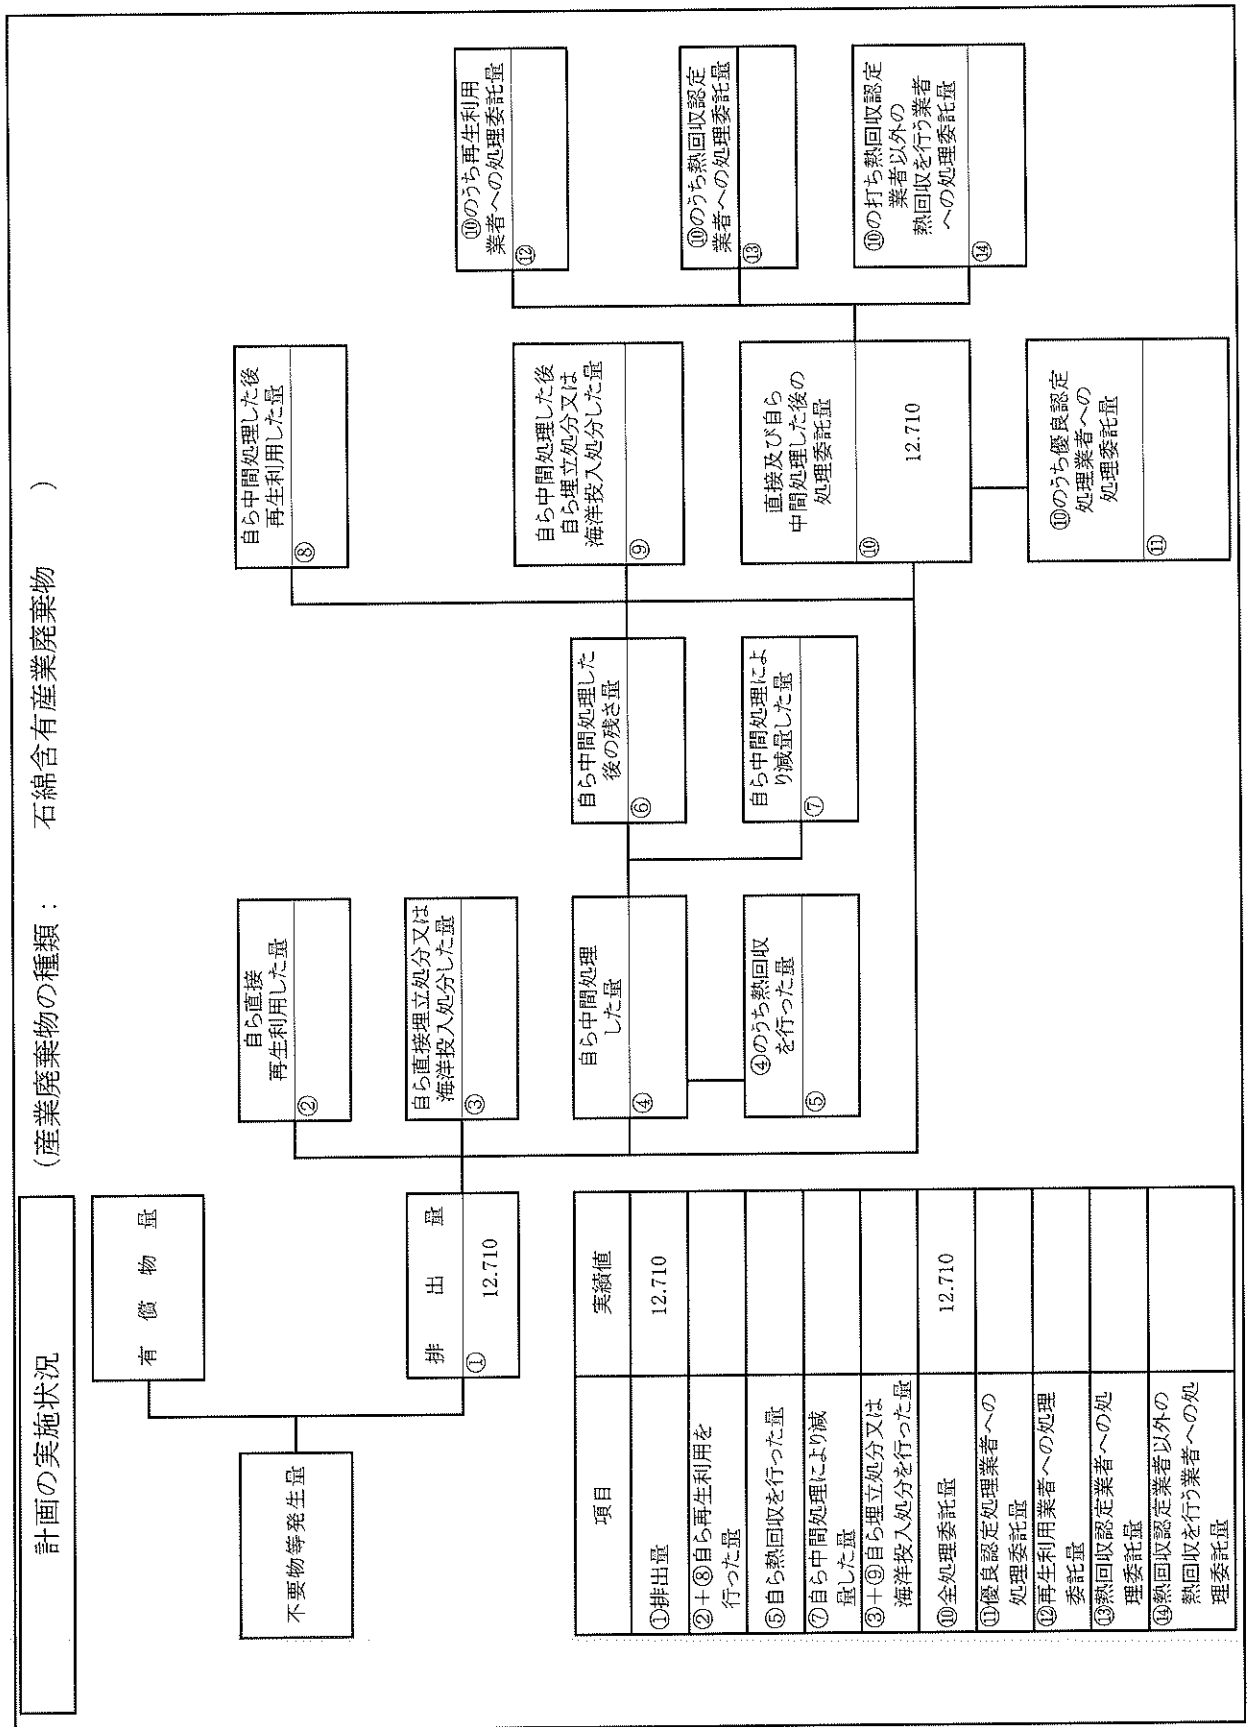 計画の実施状況
(産業廃棄物の種類： 石綿含有産業廃棄物 )
不要物等発生量
有償物量
排出量
①
12.710
自ら直接
再生利用した量
②
自ら直接埋立処分又は
海洋投入処分した量
③
自ら中間処理
した量
④
④のうち熱回収
を行った量
⑤
自ら中間処理した
後の残さ量
⑥
自ら中間処理によ
り減量した量
⑦
自ら中間処理した後
再生利用した量
⑧
自ら中間処理した後
自ら埋立処分又は
海洋投入処分した量
⑨
直接及び自ら
中間処理した後の
処理委託量
⑩
12.710
⑩のうち優良認定
処理業者への
処理委託量
⑪
⑩のうち再生利用
業者への処理委託量
⑫
⑩のうち熱回収認定
業者への処理委託量
⑬
⑩の打ち熱回収認定
業者以外の
熱回収を行う業者
への処理委託量
⑭
項目 実績値
①排出量 12.710
②+⑧自ら再生利用を
行った量
⑤自ら熱回収を行った量
⑦自ら中間処理により減
量した量
③+⑨自ら埋立処分又は
海洋投入処分を行った量
⑩全処理委託量 12.710
⑪優良認定処理業者への
処理委託量
⑫再生利用業者への処理
委託量
⑬熱回収認定業者への処
理委託量
⑭熱回収認定業者以外の
熱回収を行う業者への処
理委託量